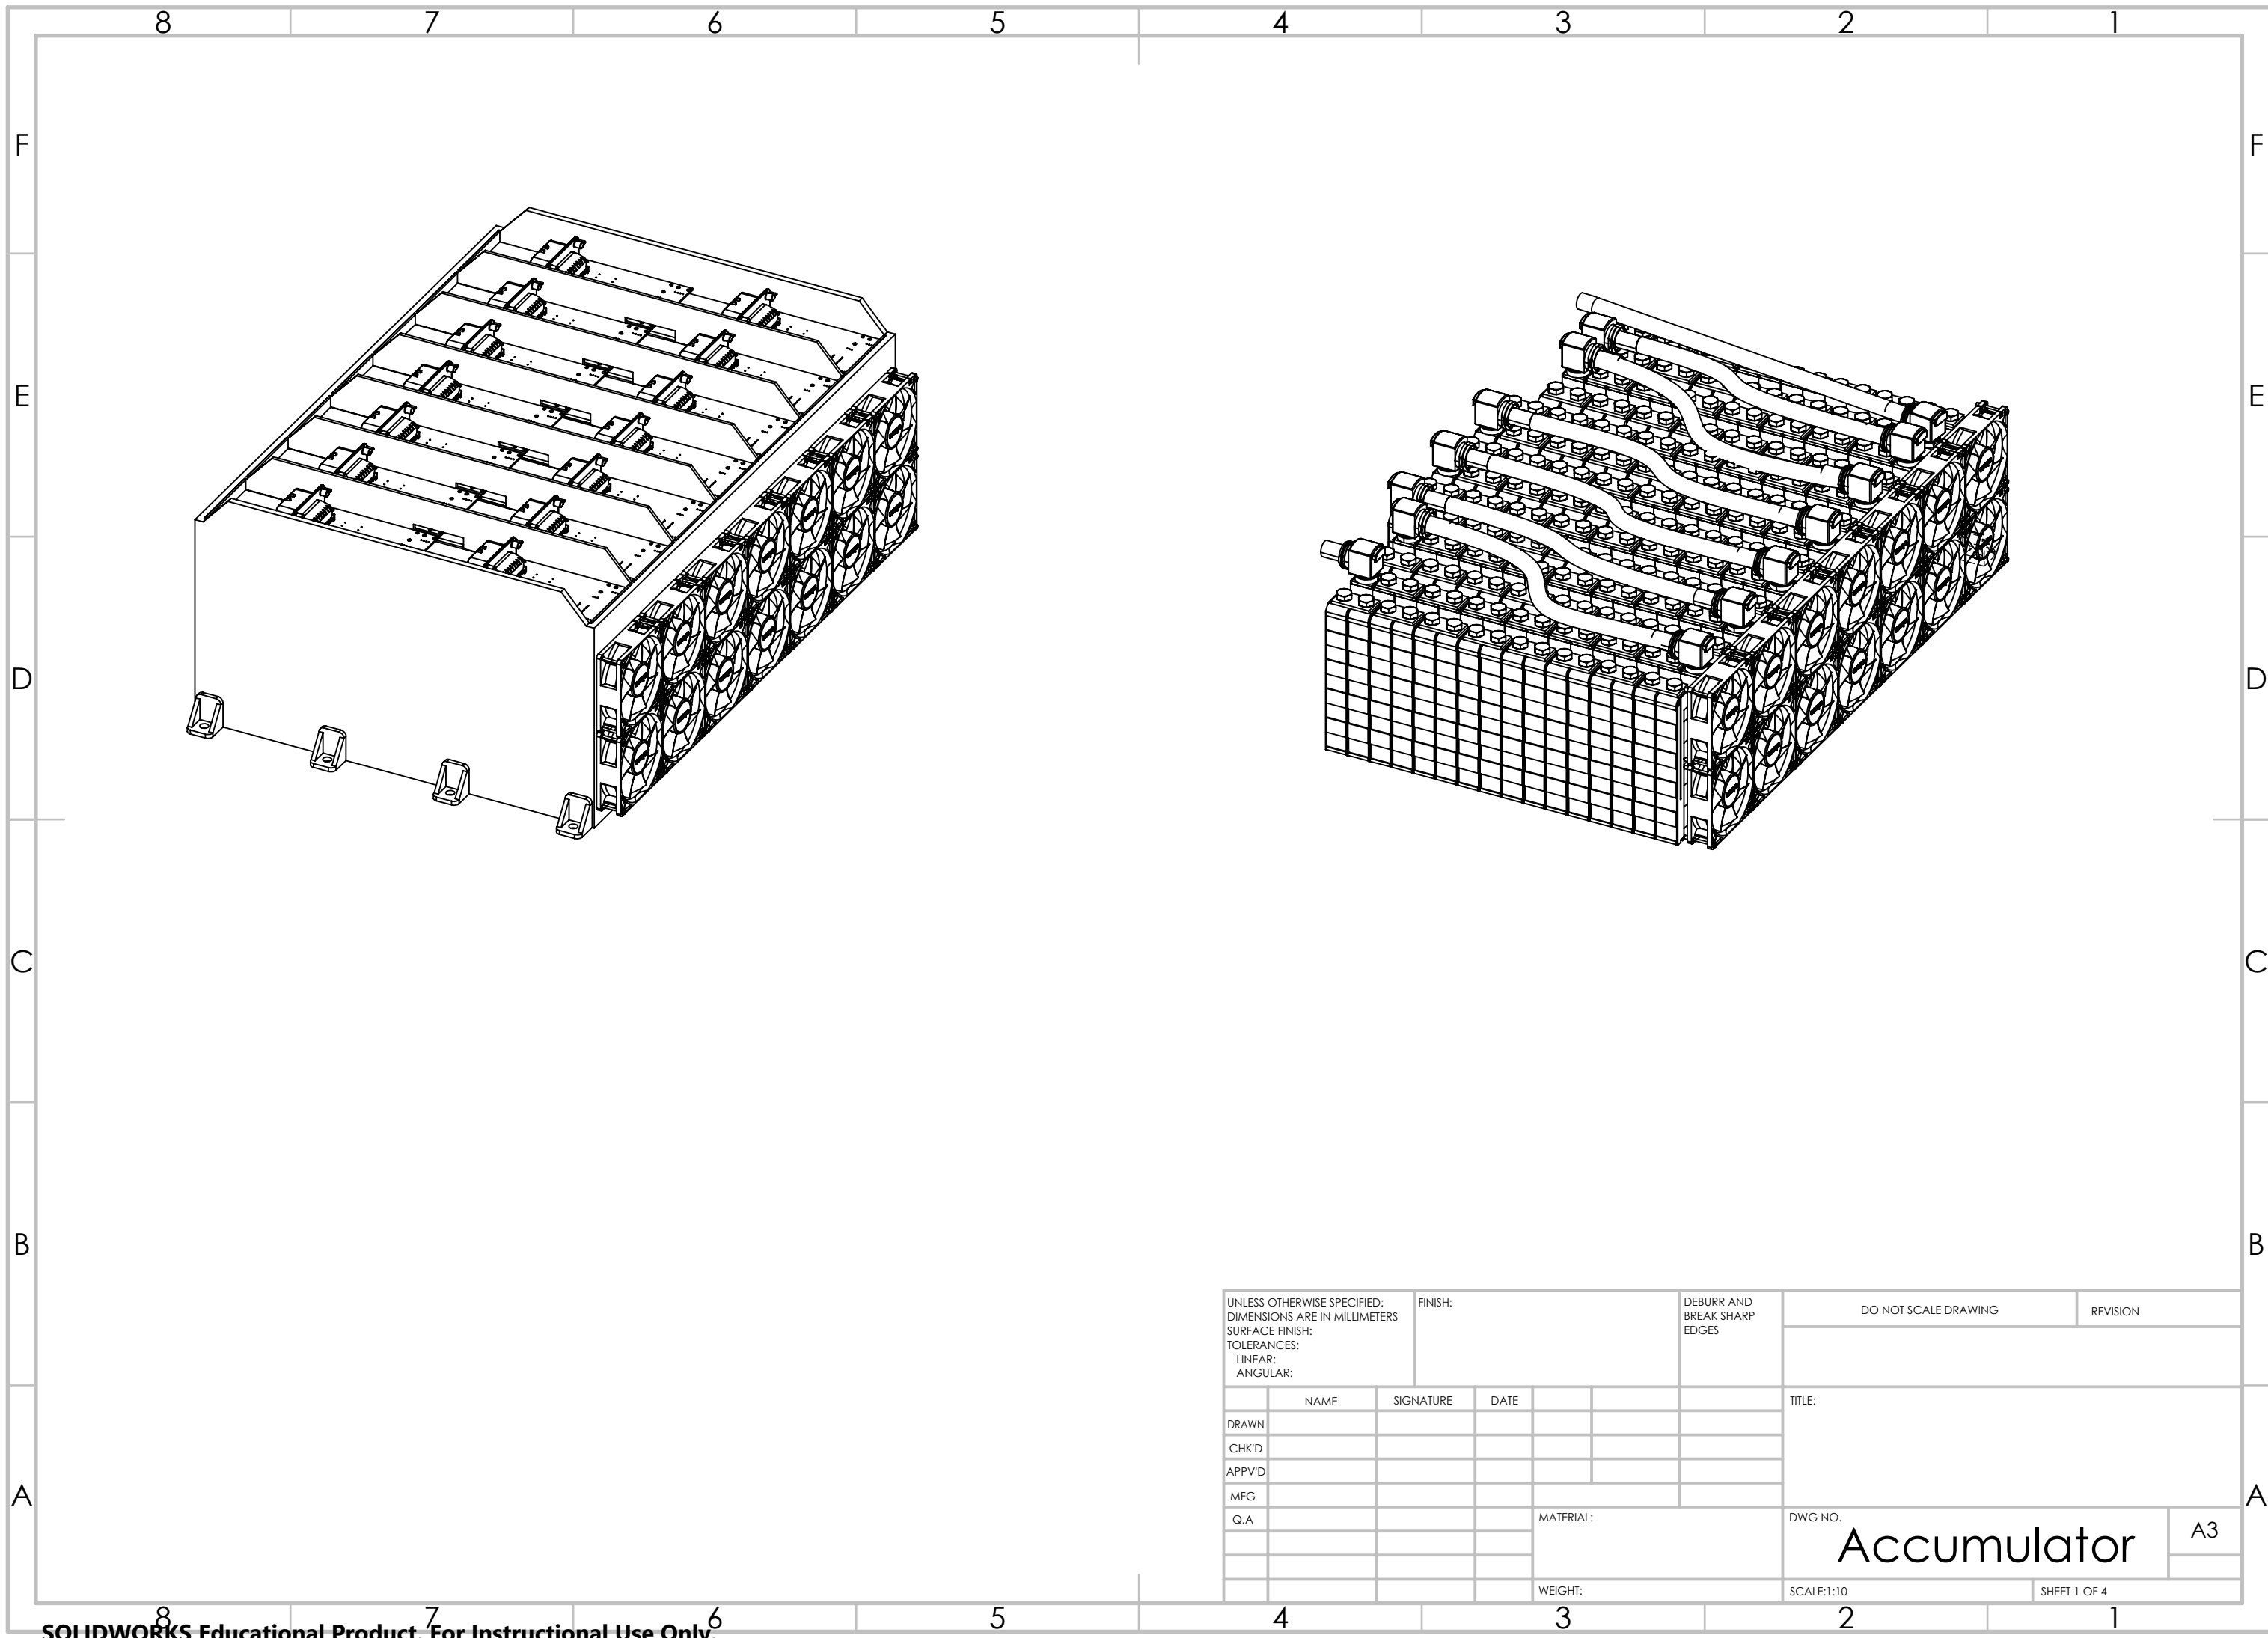 8 7 6 5 4 3 2 1
F F
E E
D D
C C
B B
A A
UNLESS OTHERWISE SPECIFIED:
DIMENSIONS ARE IN MILLIMETERS
SURFACE FINISH:
TOLERANCES:
LINEAR:
ANGULAR:
FINISH:
DEBURR AND
BREAK SHARP
EDGES
DO NOT SCALE DRAWING
REVISION
NAME SIGNATURE DATE
DRAWN
CHK'D
APPV'D
MFG
Q.A
TITLE:
MATERIAL:
DWG NO.
Accumulator
A3
WEIGHT:
SCALE:1:10
SHEET 1 OF 4
8 7 6 5 4 3 2 1
SOLIDWORKS Educational Product. For Instructional Use Only.